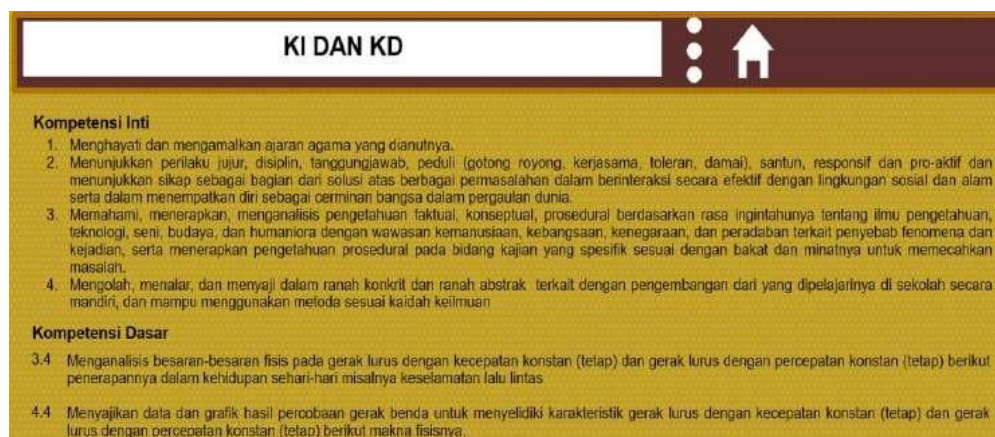 KI DAN KD
Kompetensi Inti
1. Menghayati dan mengamalkan ajaran agama yang dianutnya.
2. Menunjukkan perilaku jujur, disiplin, tanggungjawab, peduli (gotong royong, kerjasama, toleran, damai), santun, responsif dan pro-aktif dan
menunjukkan sikap sebagai bagian dari solusi atas berbagai permasalahan dalam berinteraksi secara efektif dengan lingkungan sosial dan alam
serta dalam menempatkan diri sebagai cerminan bangsa dalam pergaulan dunia.
3. Memahami, menerapkan, menganalisis pengetahuan faktual, konseptual, prosedural berdasarkan rasa ingintahunya tentang ilmu pengetahuan,
teknologi, seni, budaya, dan humaniora dengan wawasan kemanusiaan, kebangsaan, kenegaraan, dan peradaban terkait penyebab fenomena dan
kejadian, serta menerapkan pengetahuan prosedural pada bidang kajian yang spesifik sesuai dengan bakat dan minatnya untuk memecahkan
masalah.
4. Mengolah, menalar, dan menyaji dalam ranah konkrit dan ranah abstrak terkait dengan pengembangan dari yang dipelajarinya di sekolah secara
mandiri, dan mampu menggunakan metoda sesuai kaidah keilmuan
Kompetensi Dasar
3.4 Menganalisis besaran-besaran fisis pada gerak lurus dengan kecepatan konstan (tetap) dan gerak lurus dengan percepatan konstan (tetap) berikut
penerapannya dalam kehidupan sehari-hari misalnya keselamatan lalu lintas
4.4 Menyajikan data dan grafik hasil percobaan gerak benda untuk menyelidiki karakteristik gerak lurus dengan kecepatan konstan (tetap) dan gerak
lurus dengan percepatan konstan (tetap) berikut makna fisisnya.